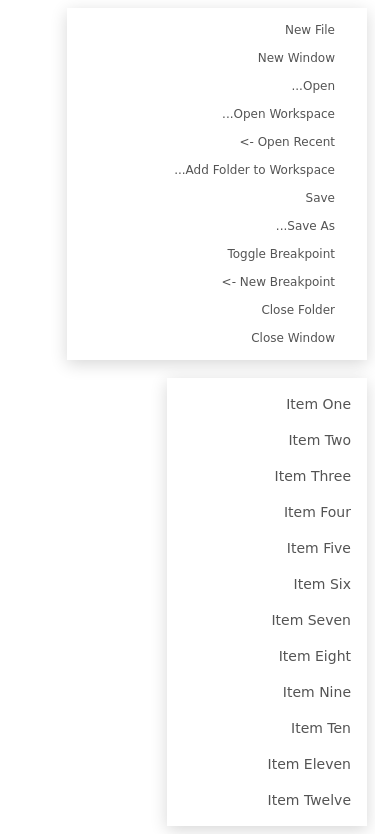 New File
New Window
...Open
...Open Workspace
<- Open Recent
...Add Folder to Workspace
Save
...Save As
Toggle Breakpoint
<- New Breakpoint
Close Folder
Close Window
Item One
Item Two
Item Three
Item Four
Item Five
Item Six
Item Seven
Item Eight
Item Nine
Item Ten
Item Eleven
Item Twelve